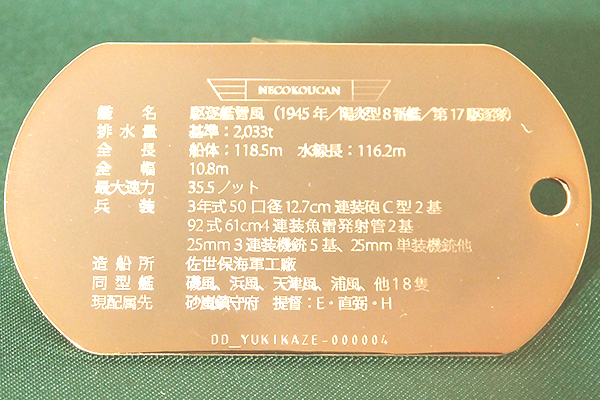 NECOKOUCAN
艦名 駆逐艦雪風（1945年／陽炎型8番艦／第17駆逐隊）
排水量 基準：2,033t
全長 船体：118.5m 水線長：116.2m
全幅 10.8m
最大速力 35.5ノット
兵装 3年式50口径12.7cm連装砲C型2基
92式61cm4連装魚雷発射管2基
25mm3連装機銃5基、25mm単装機銃他
造船所 佐世保海軍工廠
同型艦 磯風、浜風、天津風、浦風、他18隻
現配属先 砂嵐鎮守府 提督：E・直弼・H
DD_YUKIKAZE-000004